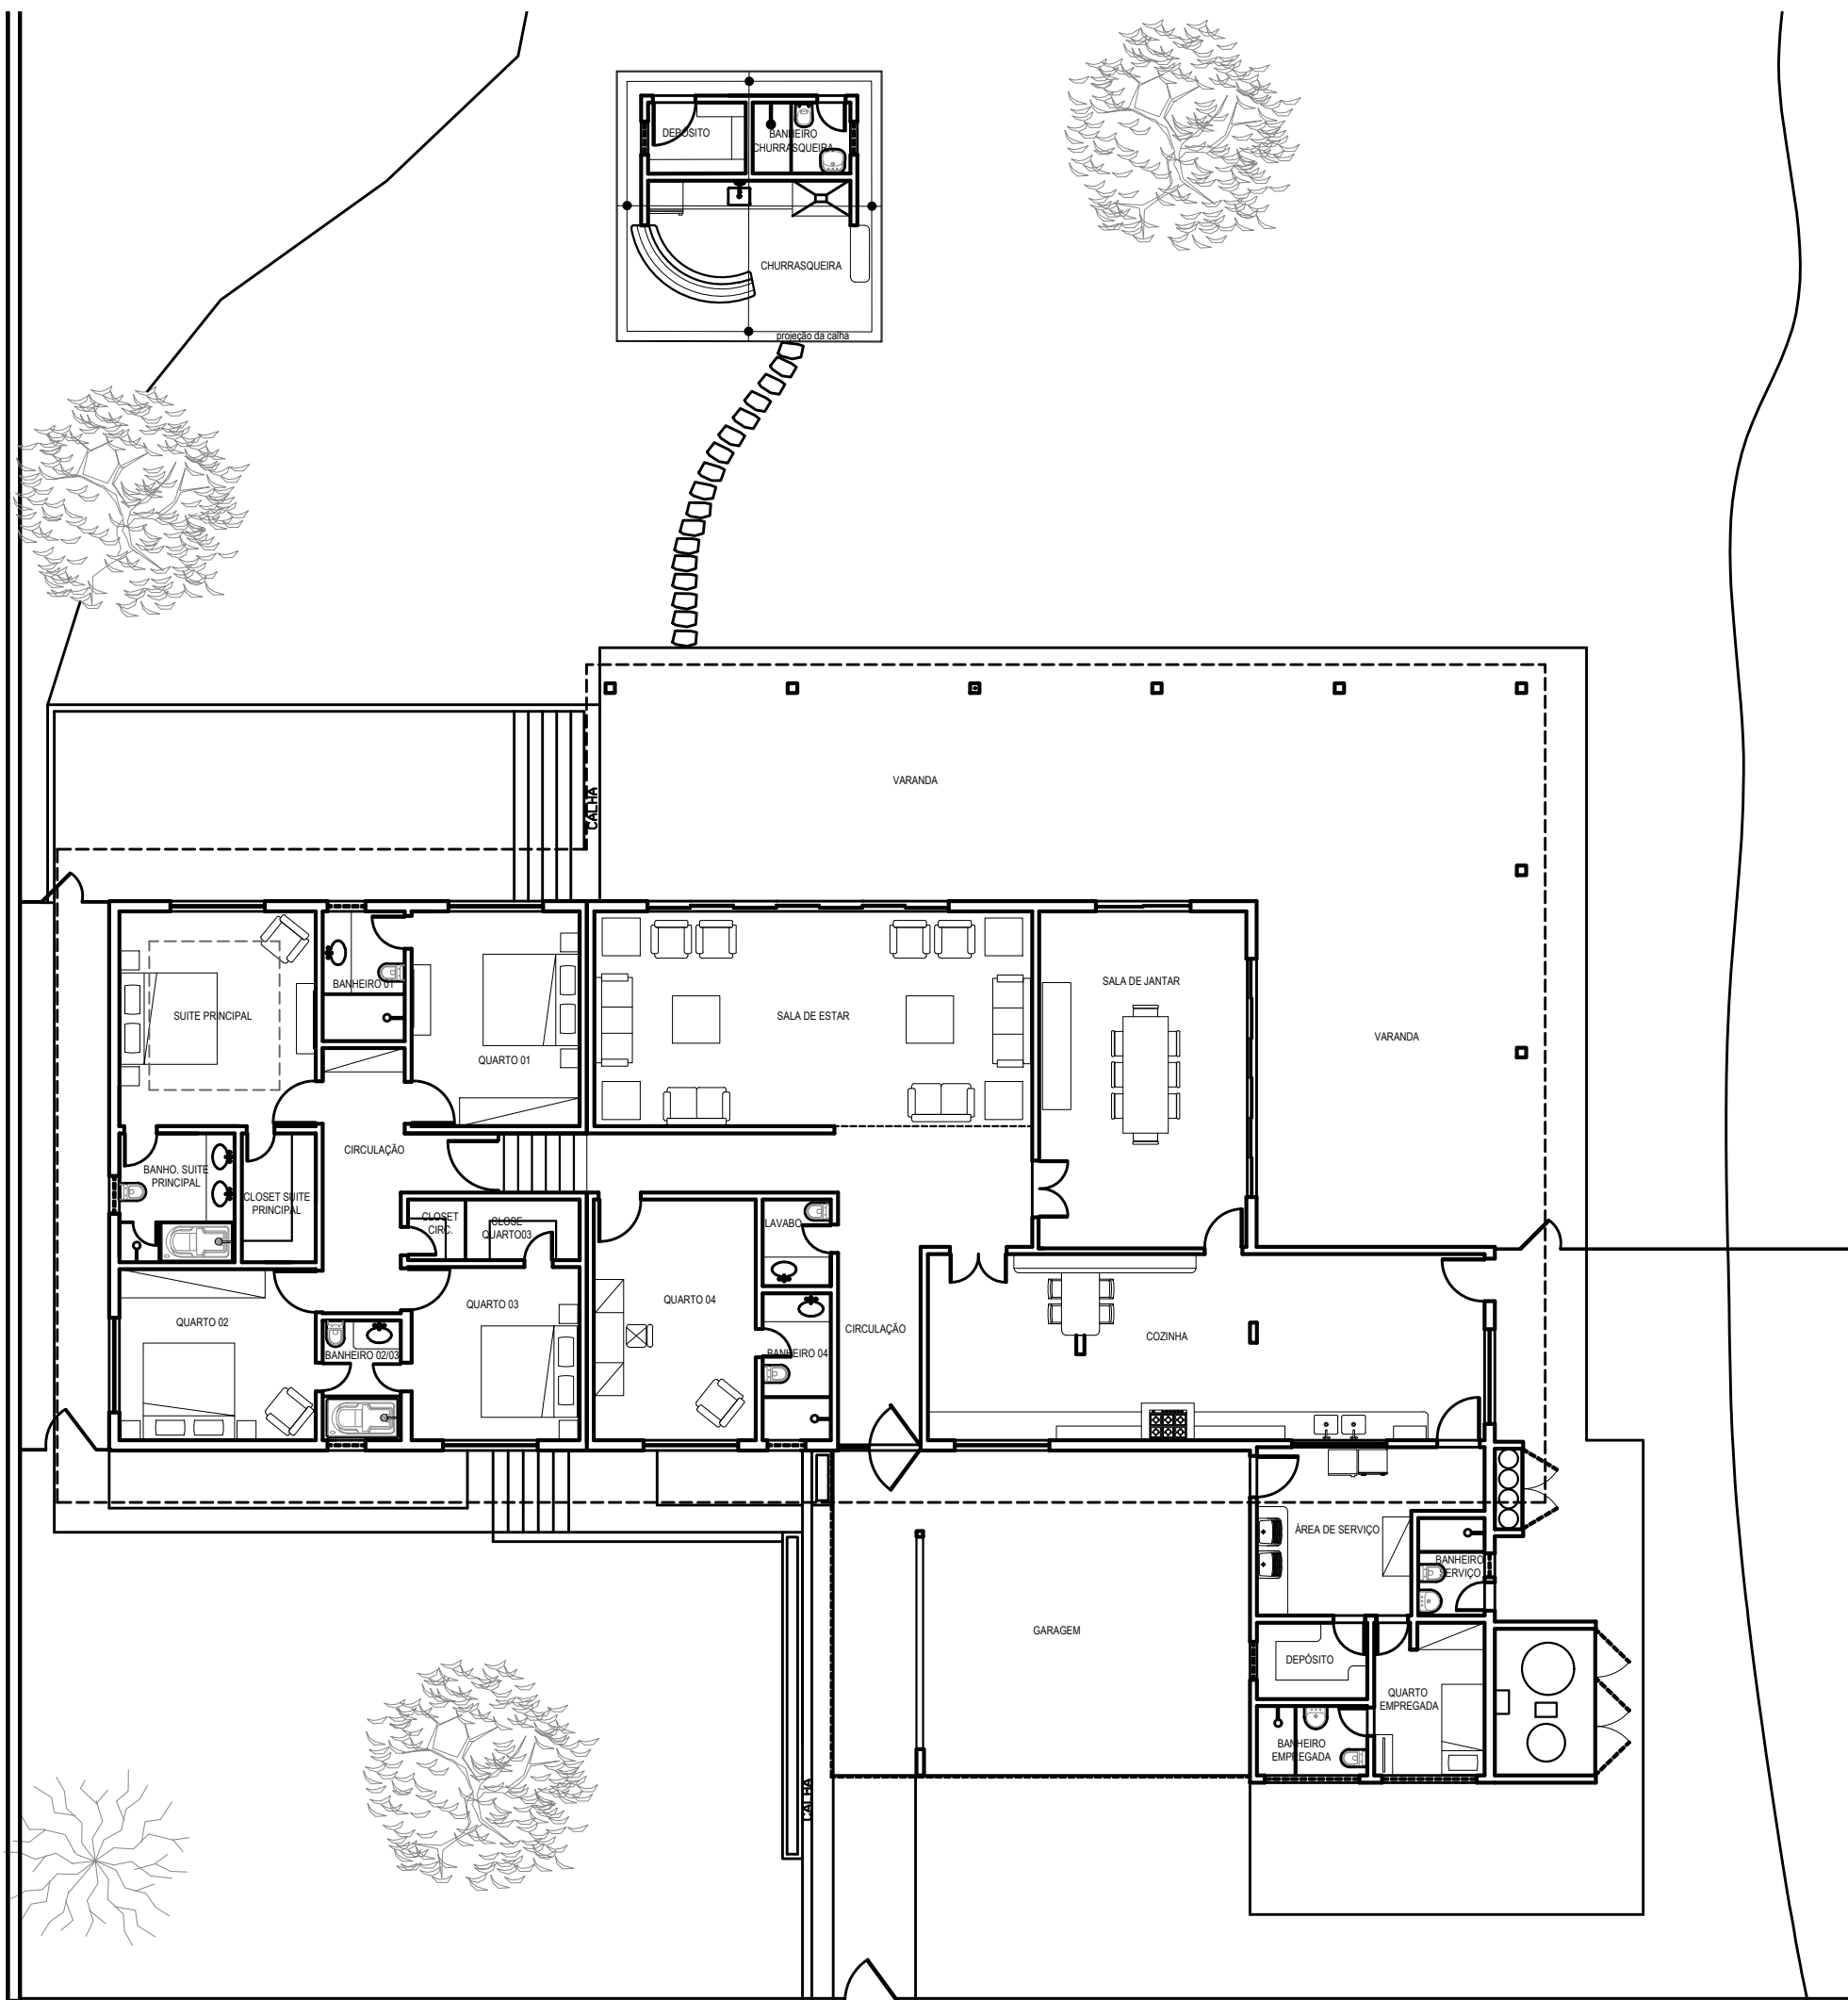 DEPÓSITO
BANHEIRO
CHURRASQUEIRA
CHURRASQUEIRA
projeção da calha
VARANDA
CALHA
SUITE PRINCIPAL
BANHEIRO 01
QUARTO 01
SALA DE ESTAR
SALA DE JANTAR
VARANDA
CIRCULAÇÃO
BANHO. SUITE
PRINCIPAL
CLOSET SUITE
PRINCIPAL
CLOSET
CIRC.
CLOSE
QUARTO03
LAVABO
QUARTO 02
BANHEIRO 02/03
QUARTO 03
QUARTO 04
BANHEIRO 04
CIRCULAÇÃO
COZINHA
ÁREA DE SERVIÇO
BANHEIRO
SERVIÇO
GARAGEM
DEPÓSITO
QUARTO
EMPREGADA
BANHEIRO
EMPREGADA
CALHA